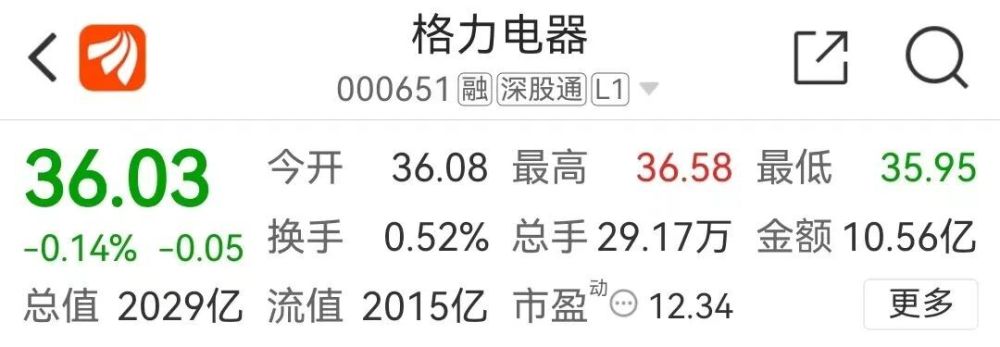 格力电器
000651 融 深股通 L1
36.03 今开 36.08 最高 36.58 最低 35.95
-0.14% -0.05 换手 0.52% 总手 29.17万 金额 10.56亿
总值 2029亿 流值 2015亿 市盈动 12.34 更多